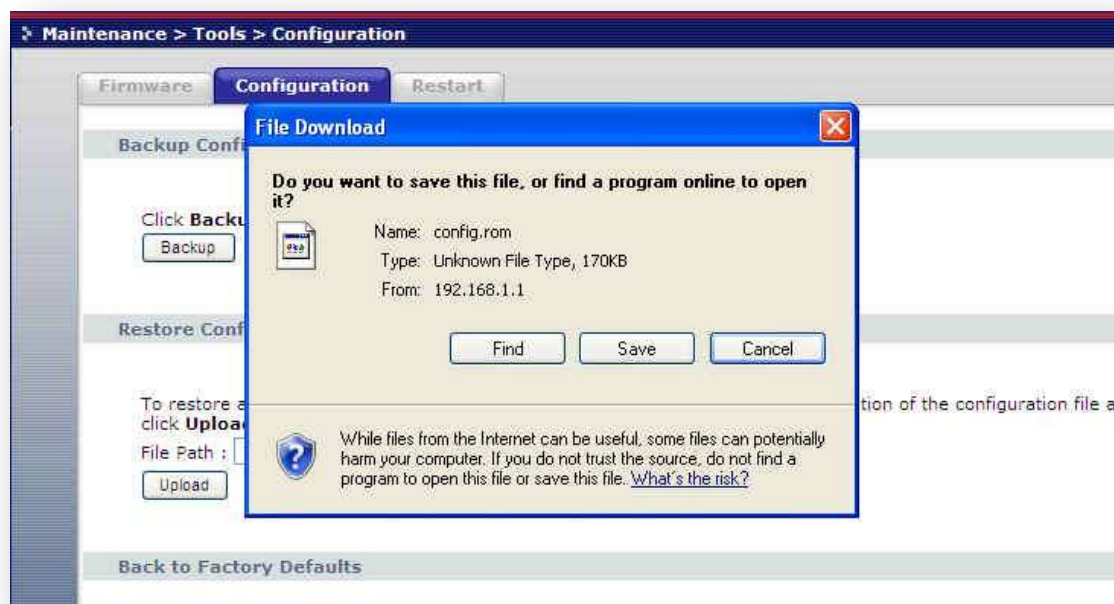 Maintenance > Tools > Configuration
Firmware Configuration Restart
Backup Conf
File Download
Do you want to save this file, or find a program online to open
it?
Name: config.rom
Type: Unknown File Type, 170KB
From: 192.168.1.1
Find Save Cancel
While files from the Internet can be useful, some files can potentially
harm your computer. If you do not trust the source, do not find a
program to open this file or save this file. What's the risk?
Click Backu
Backup
Restore Conf
To restore a
tion of the configuration file a
click Uploa
File Path :
Upload
Back to Factory Defaults